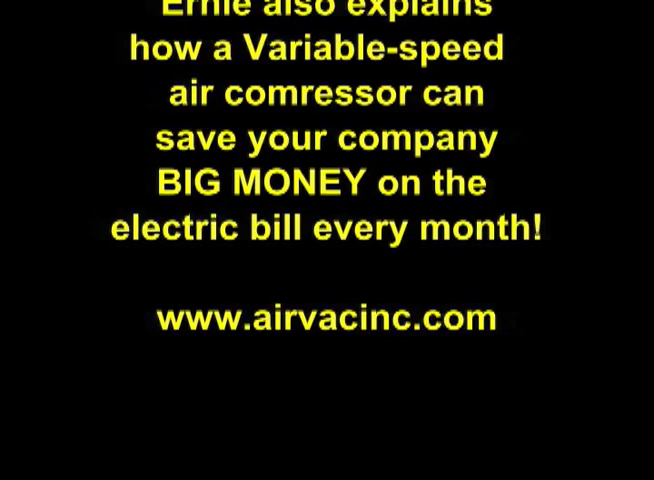 Ernie also explains
how a Variable-speed
air comressor can
save your company
BIG MONEY on the
electric bill every month!
www.airvacinc.com